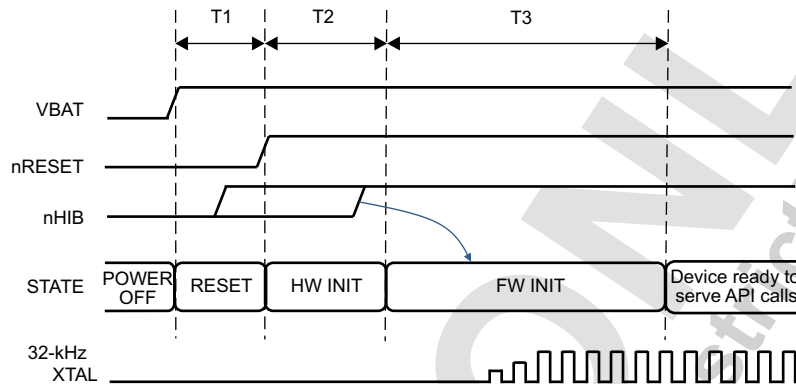 T1 T2 T3
VBAT
nRESET
nHIB
STATE
POWER
OFF
RESET
HW INIT
FW INIT
Device ready to
serve API calls
32-kHz
XTAL